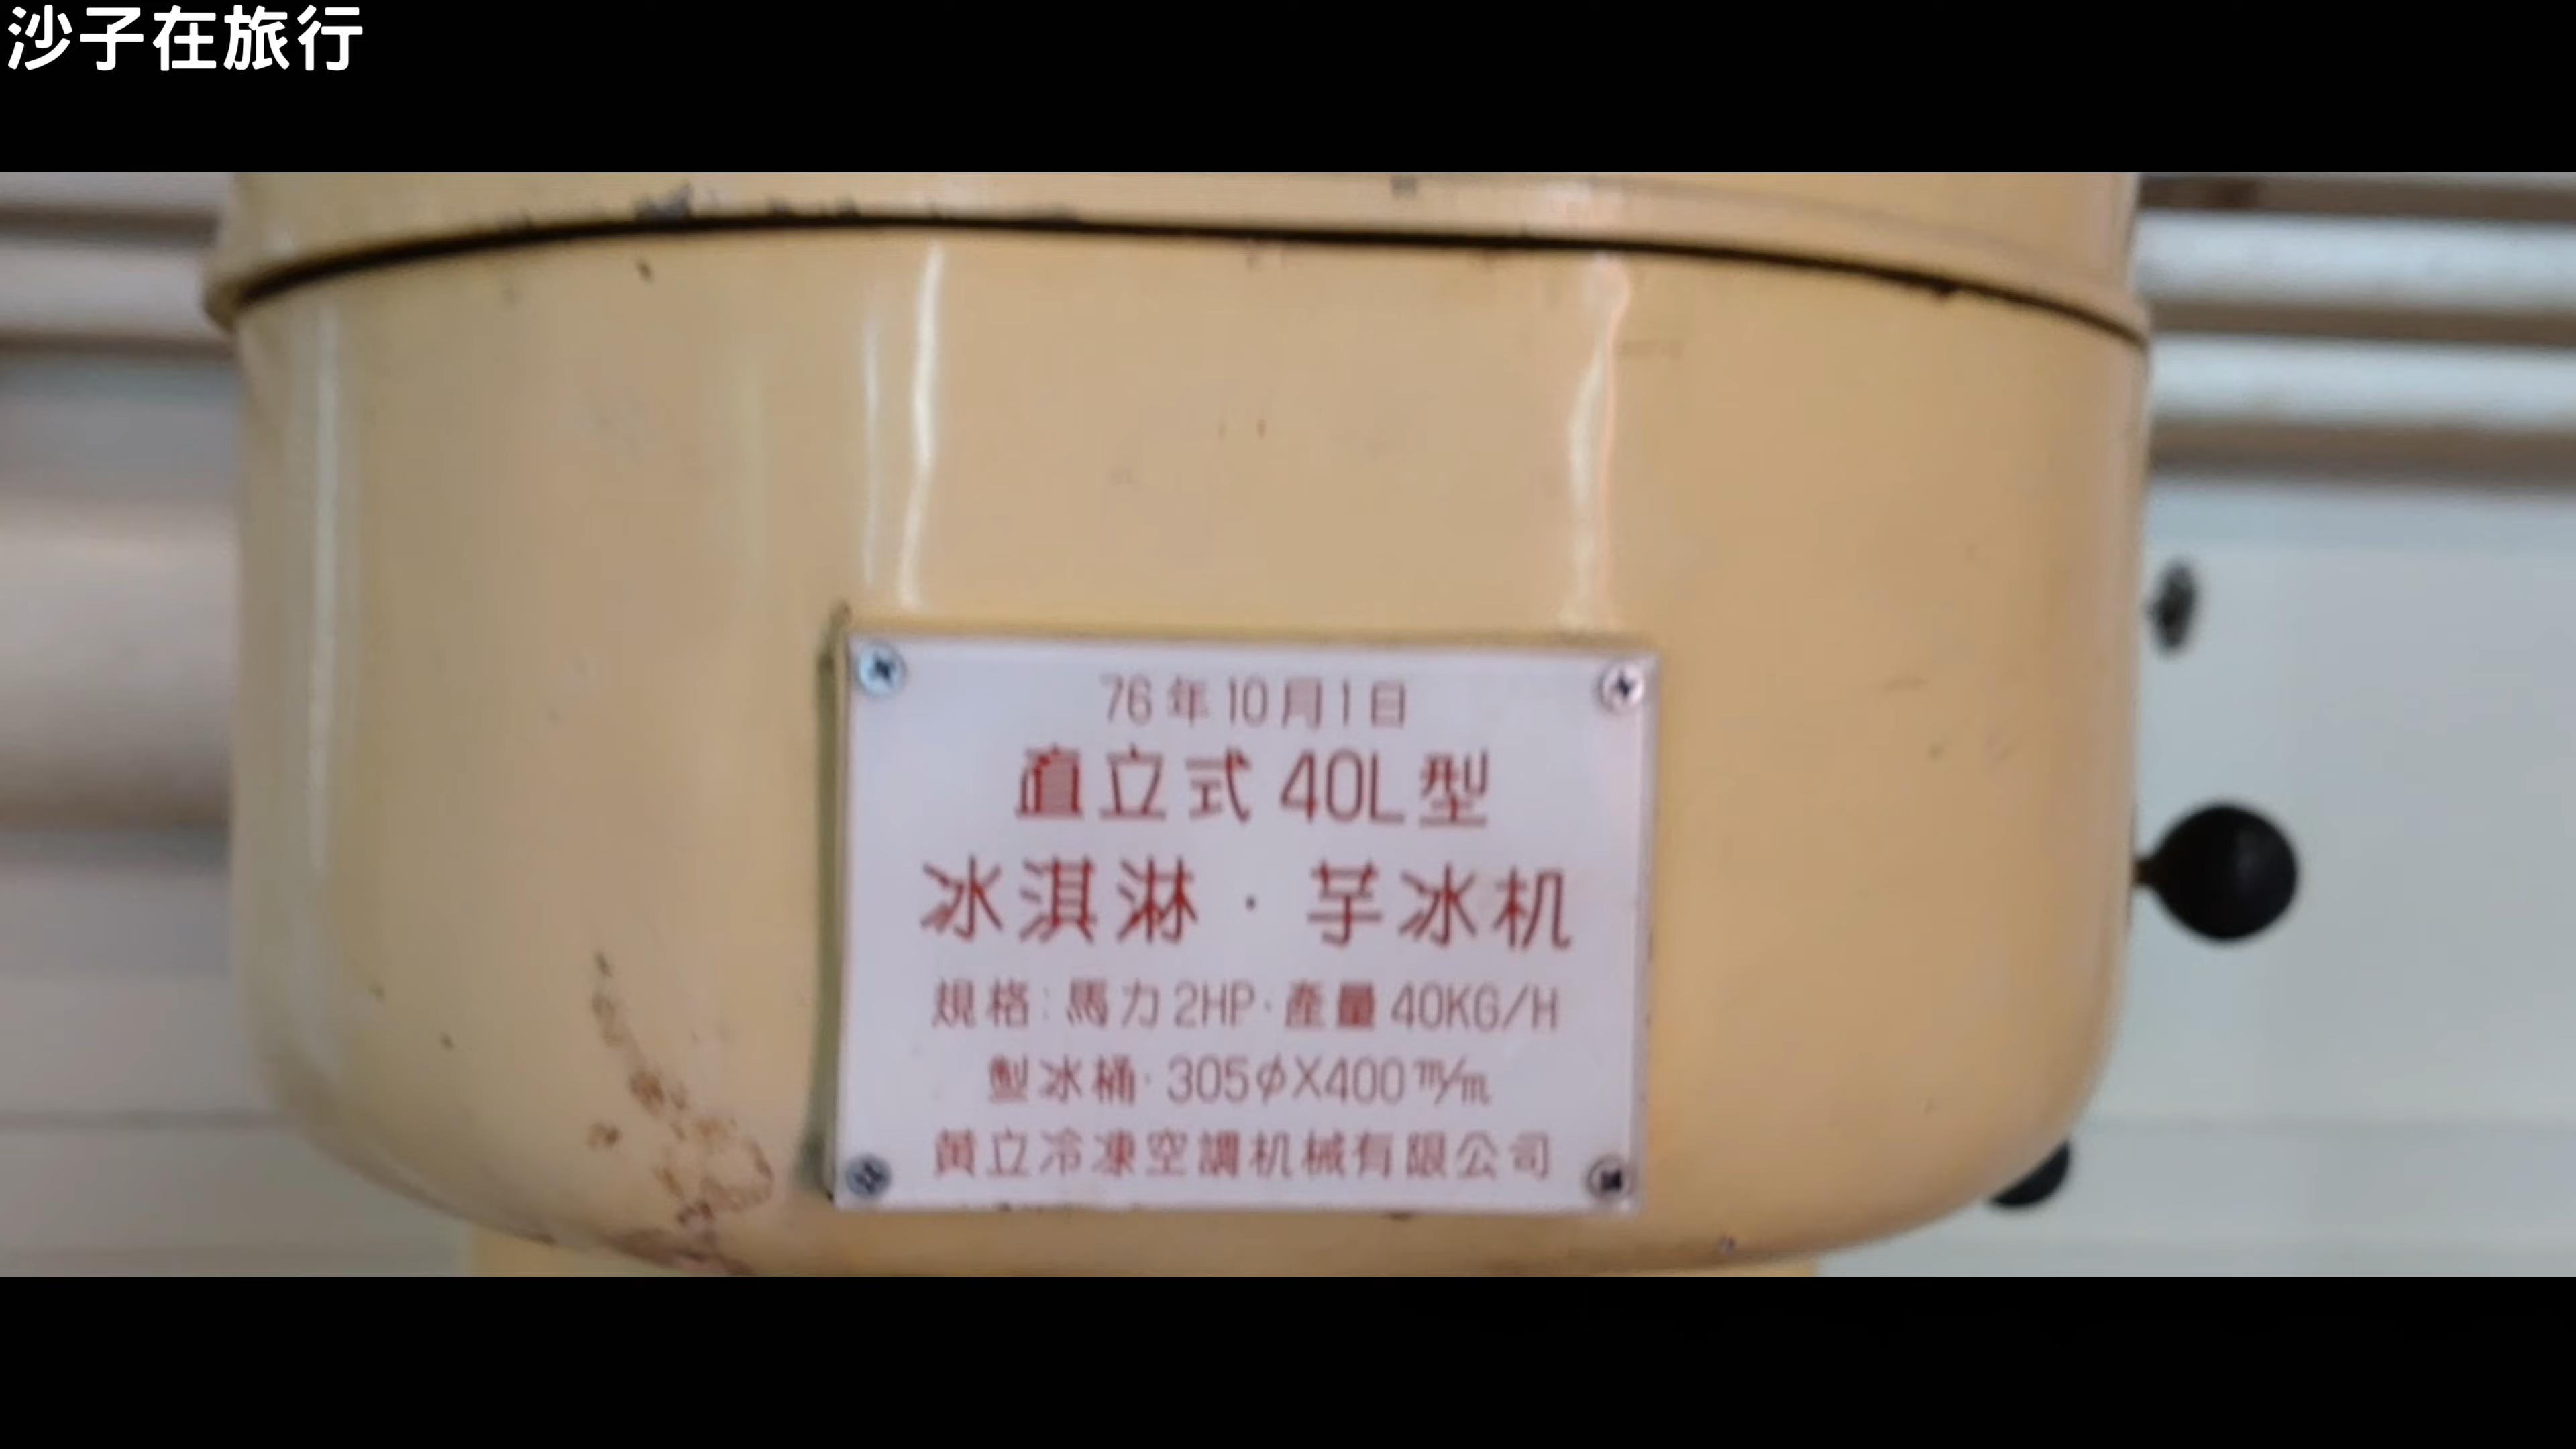 沙子在旅行
76年10月1日
直立式40L型
冰淇淋·芋冰机
規格:馬力2HP·產量40KG/H
製冰桶·305φX400m/m
黄立冷凍空調机械有限公司